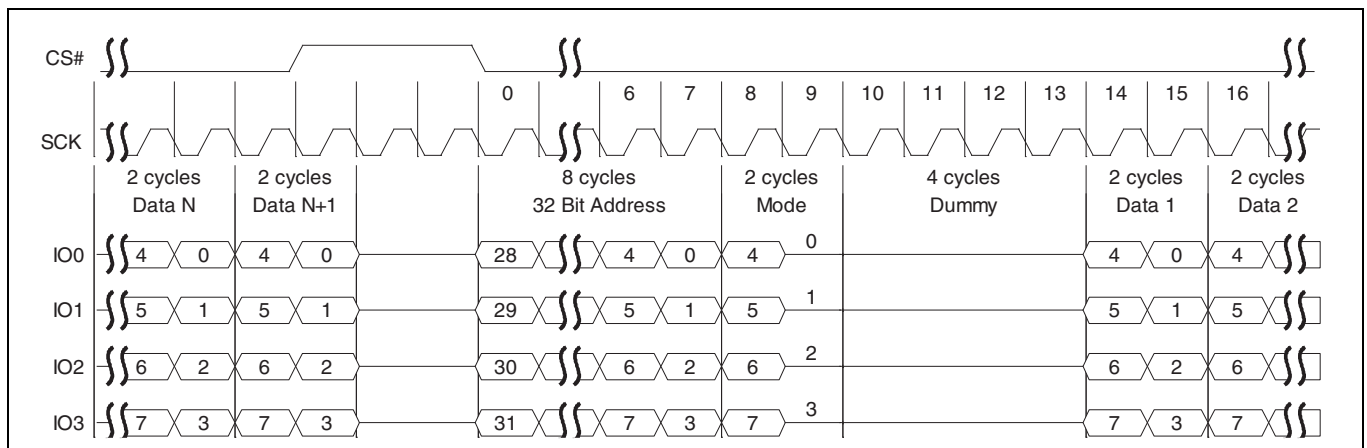 CS#
0 6 7 8 9 10 11 12 13 14 15 16
SCK
2 cycles 2 cycles 8 cycles 2 cycles 4 cycles 2 cycles 2 cycles
Data N Data N+1 32 Bit Address Mode Dummy Data 1 Data 2
IO0 4 0 4 0 28 4 0 4 0 4 0 4
IO1 5 1 5 1 29 5 1 5 1 5 1 5
IO2 6 2 6 2 30 6 2 6 2 6 2 6
IO3 7 3 7 3 31 7 3 7 3 7 3 7